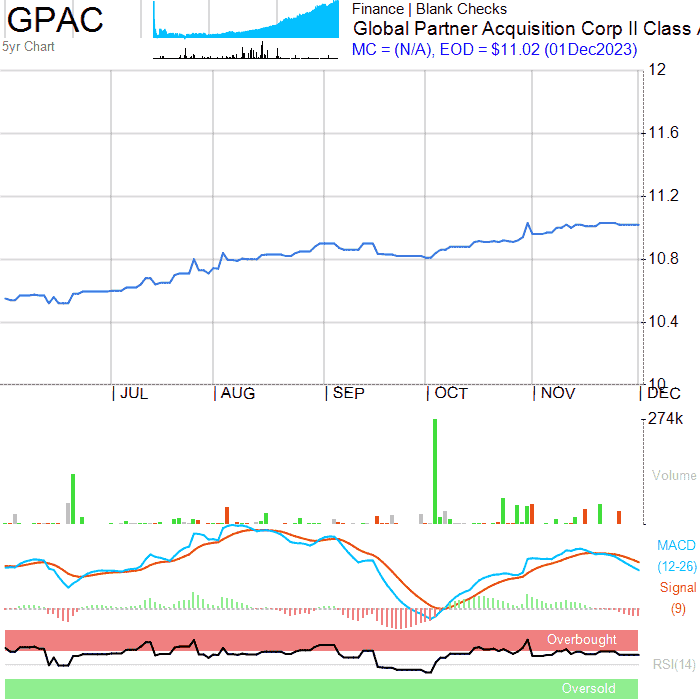 GPAC
5yr Chart
Finance | Blank Checks
Global Partner Acquisition Corp II Class A
MC = (N/A), EOD = $11.02 (01Dec2023)
12
11.6
11.2
10.8
10.4
10
JUL
AUG
SEP
OCT
NOV
DEC
274k
Volume
MACD
(12-26)
Signal
(9)
Overbought
RSI(14)
Oversold